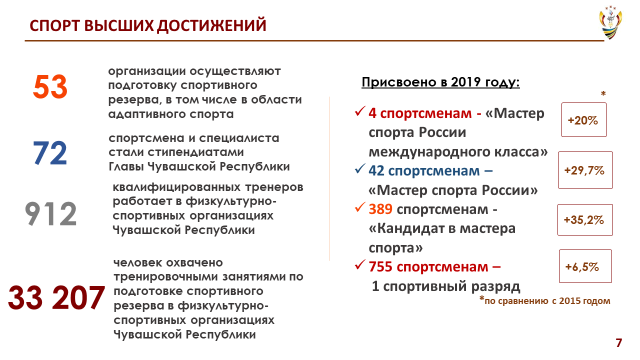 СПОРТ ВЫСШИХ ДОСТИЖЕНИЙ
53
организации осуществляют
подготовку спортивного
резерва, в том числе в области
адаптивного спорта
72
спортсмена и специалиста
стали стипендиатами
Главы Чувашской Республики
912
квалифицированных тренеров
работает в физкультурно-
спортивных организациях
Чувашской Республики
33 207
человек охвачено
тренировочными занятиями по
подготовке спортивного
резерва в физкультурно-
спортивных организациях
Чувашской Республики
Присвоено в 2019 году:
*
✓ 4 спортсменам - «Мастер
спорта России
международного класса»
+20%
✓ 42 спортсменам –
«Мастер спорта России»
+29,7%
✓ 389 спортсменам -
«Кандидат в мастера
спорта»
+35,2%
✓ 755 спортсменам –
1 спортивный разряд
+6,5%
*по сравнению с 2015 годом
7